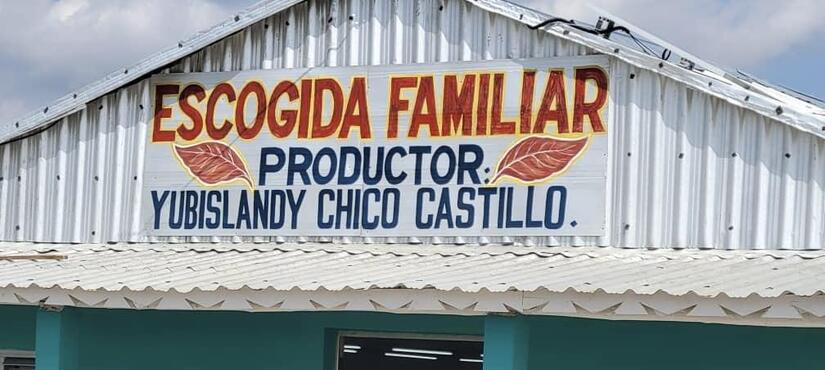 ESCOGIDA FAMILIAR
PRODUCTOR:
YUBISLANDY CHICO CASTILLO.